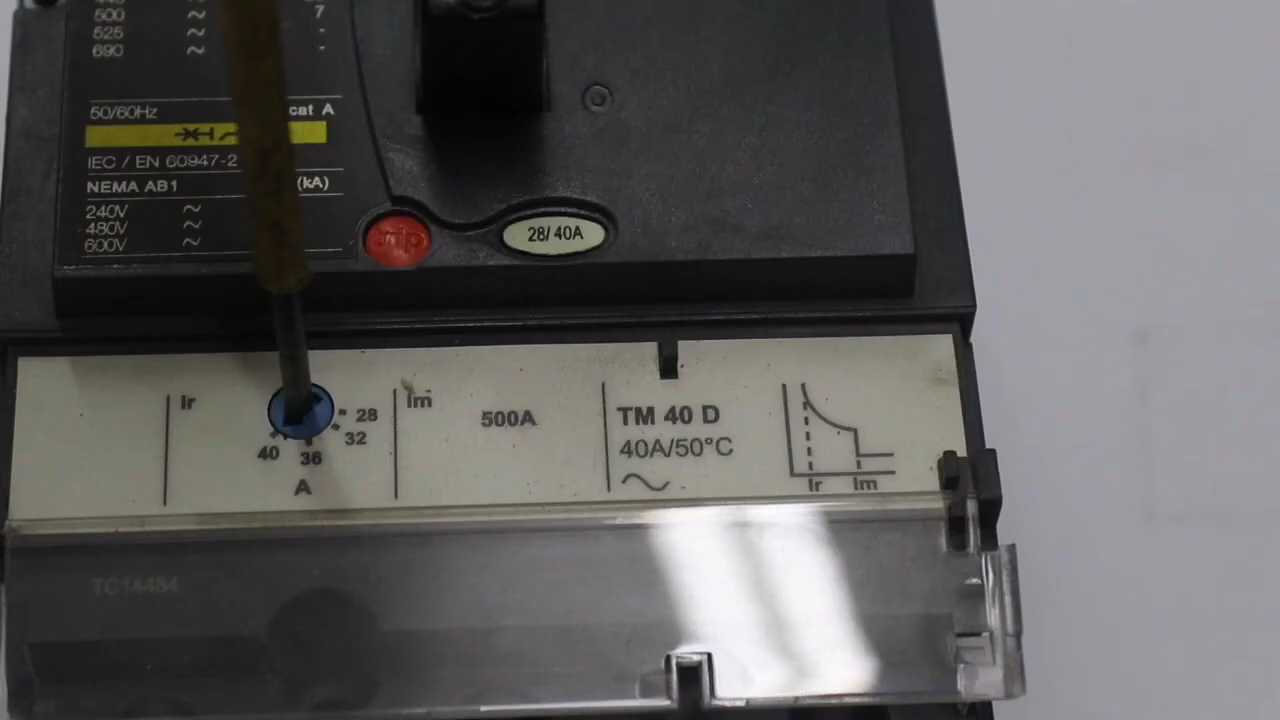 500 ~ 7
525 ~ -
690 ~ -
50/60Hz cat A
IEC / EN 60947-2
NEMA AB1 (kA)
240V ~
480V ~
600V ~
trip
28/40A
Ir
28
32
36
40
A
Im
500A
TM 40 D
40A/50°C
~
Ir Im
TC14484